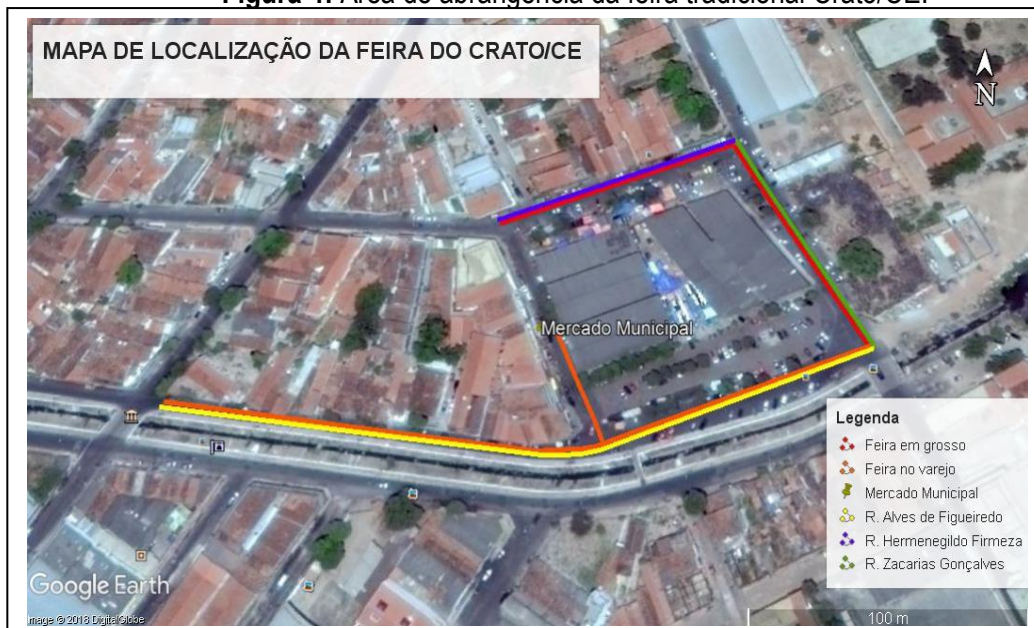 Figura 1. Área de abrangência da feira tradicional Crato/CE.
MAPA DE LOCALIZAÇÃO DA FEIRA DO CRATO/CE
N
Mercado Municipal
Legenda
Feira em grosso
Feira no varejo
Mercado Municipal
R. Alves de Figueiredo
R. Hermenegildo Firmeza
R. Zacarias Gonçalves
Google Earth
Image © 2018 DigitalGlobe
100 m